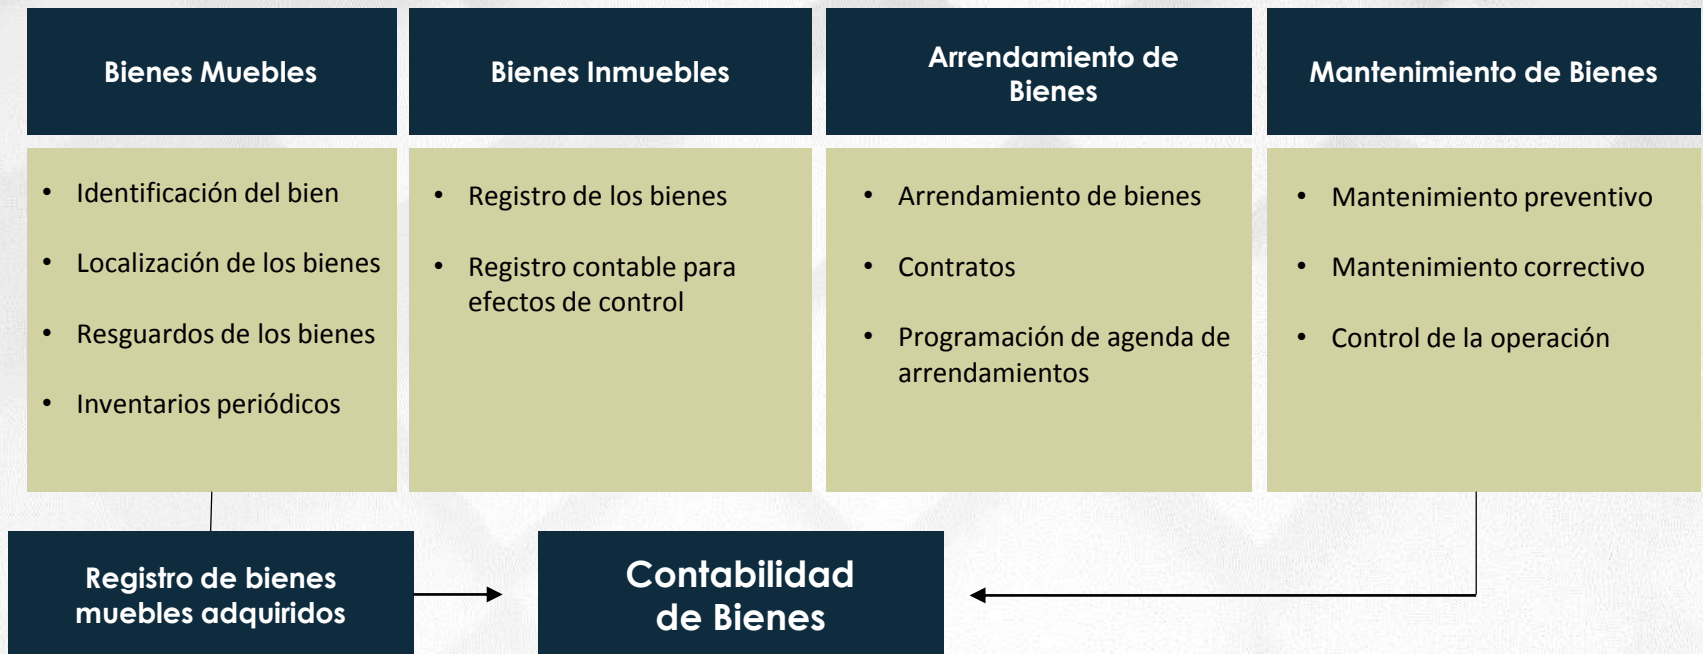 Bienes Muebles
• Identificación del bien
• Localización de los bienes
• Resguardos de los bienes
• Inventarios periódicos
Bienes Inmuebles
• Registro de los bienes
• Registro contable para
efectos de control
Arrendamiento de
Bienes
• Arrendamiento de bienes
• Contratos
• Programación de agenda de
arrendamientos
Mantenimiento de Bienes
• Mantenimiento preventivo
• Mantenimiento correctivo
• Control de la operación
Registro de bienes
muebles adquiridos
Contabilidad
de Bienes